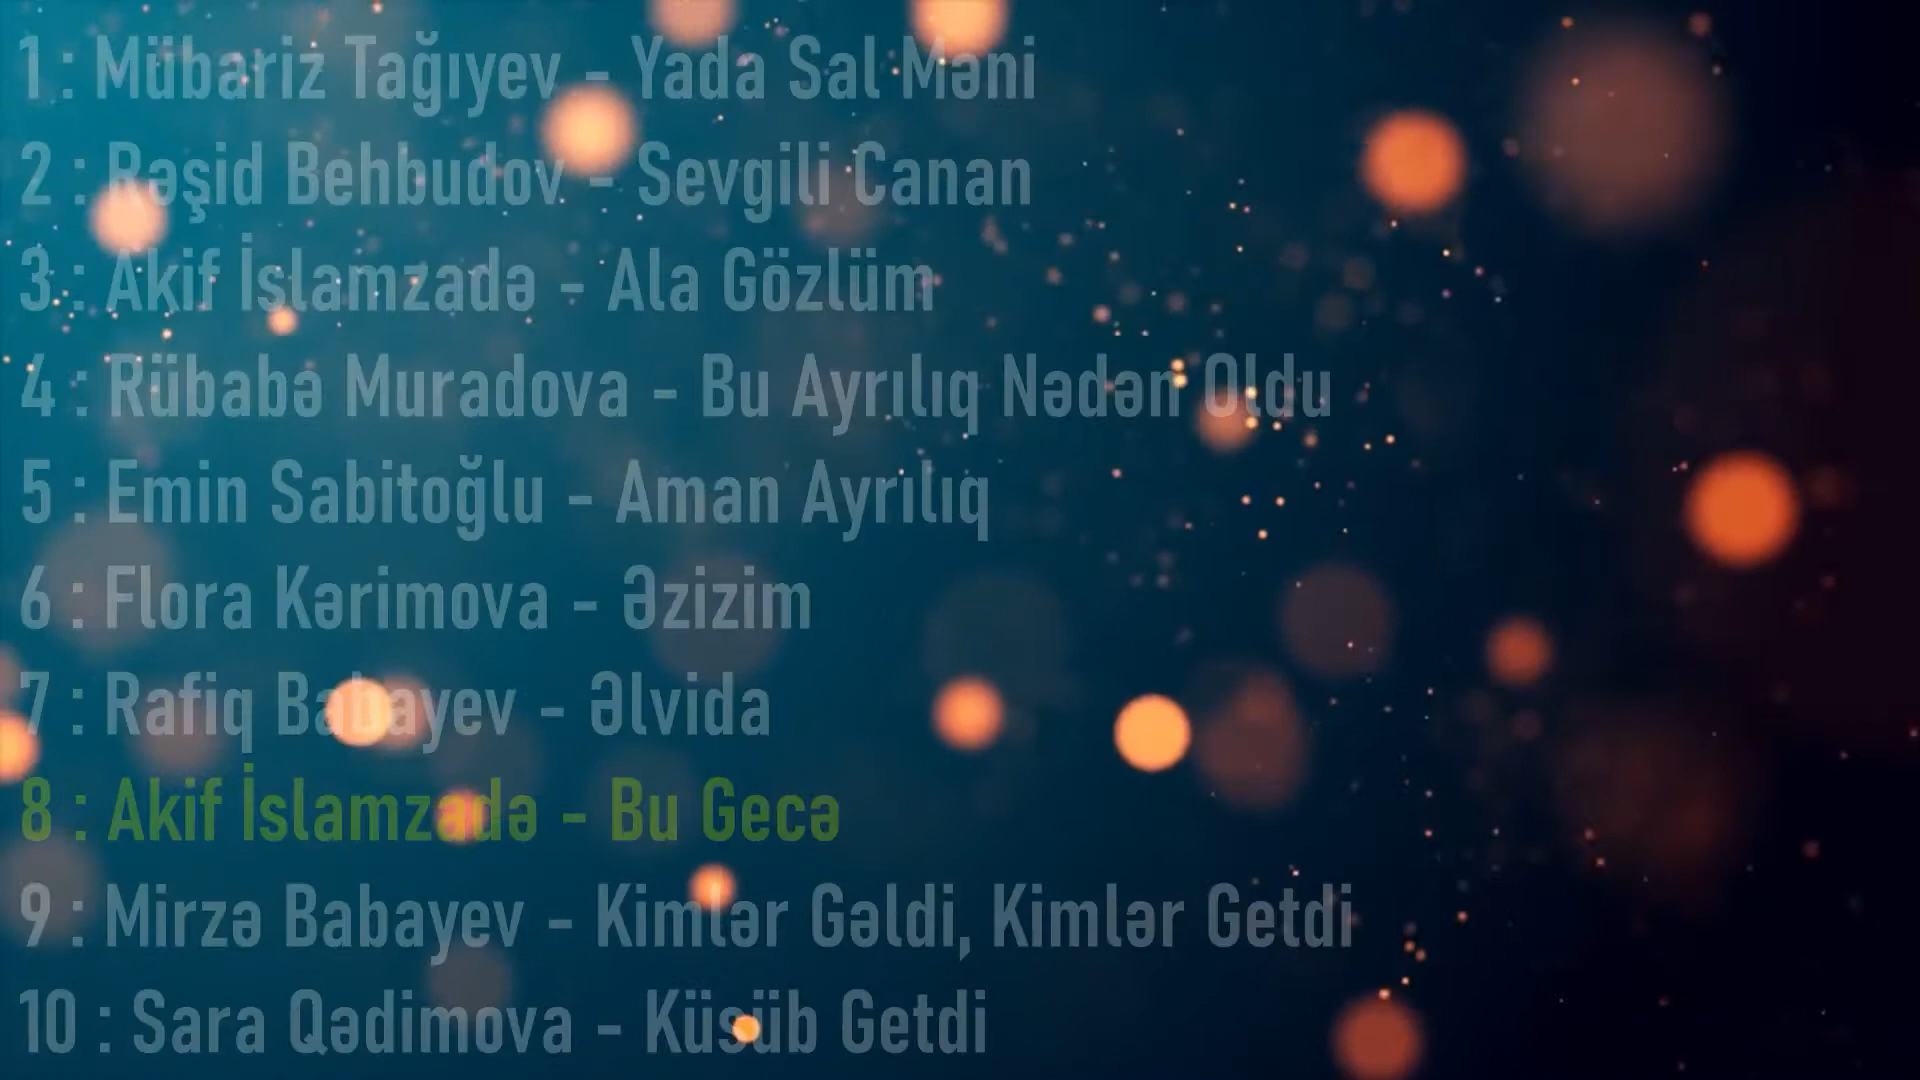 1 : Mübariz Tağıyev - Yada Sal Məni
2 : Rəşid Behbudov - Sevgili Canan
3 : Akif İslamzadə - Ala Gözlüm
4 : Rübabə Muradova - Bu Ayrılıq Nədən Oldu
5 : Emin Sabitoğlu - Aman Ayrılıq
6 : Flora Kərimova - Əzizim
7 : Rafiq Babayev - Əlvida
8 : Akif İslamzadə - Bu Gecə
9 : Mirzə Babayev - Kimlər Gəldi, Kimlər Getdi
10 : Sara Qədimova - Küsüb Getdi